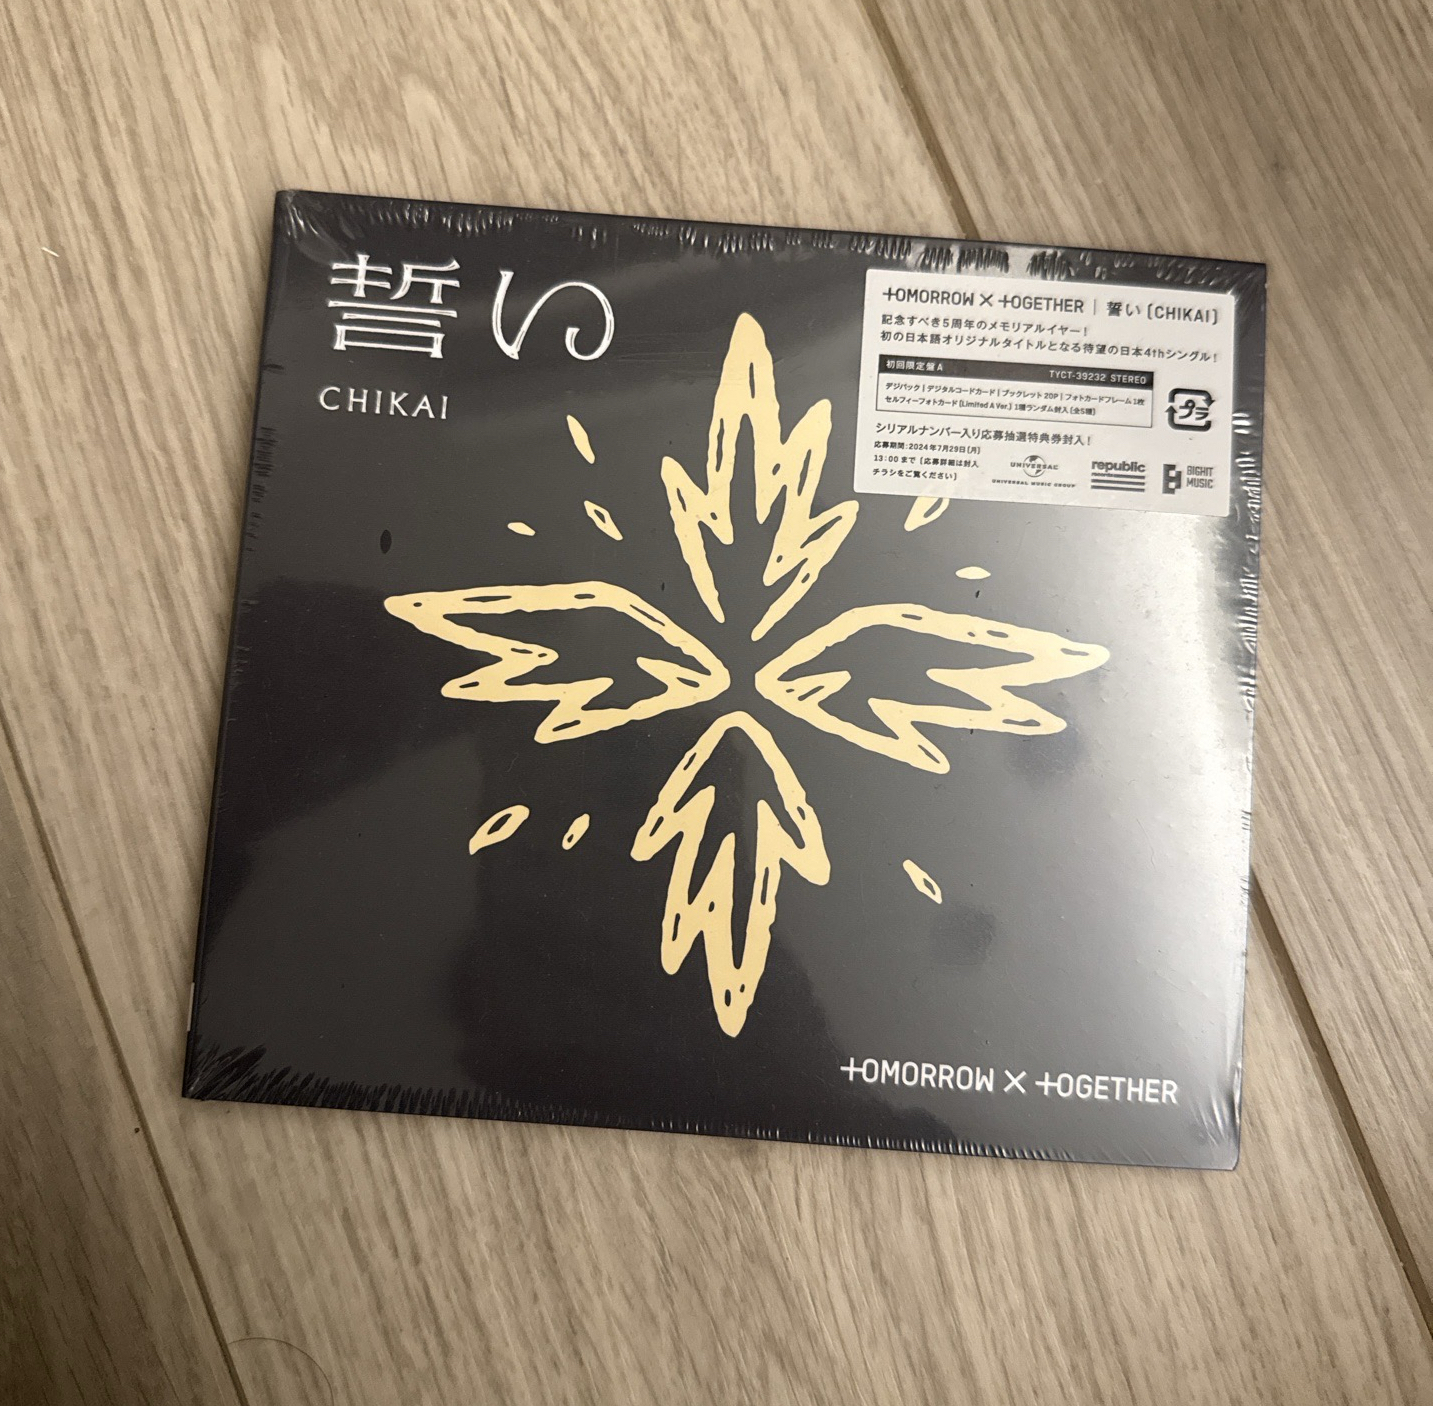 誓い
CHIKAI
TOMORROW X TOGETHER | 誓い [CHIKAI]
記念すべき5周年のメモリアルイヤー!
初の日本語オリジナルタイトルとなる待望の日本4thシングル!
初回限定盤A TYCT-39232 STEREO
デジパック | デジタルコードカード | ブックレット 20P | フォトカードフレーム 1枚
セルフィーフォトカード [Limited A Ver.] 1種ランダム封入 [全5種]
プラ
シリアルナンバー入り応募抽選特典券封入!
応募期間:2024年7月29日[月]
13:00 まで [応募詳細は封入
チラシをご覧ください]
UNIVERSAL
UNIVERSAL MUSIC GROUP
republic
records
BIGHIT
MUSIC
TOMORROW X TOGETHER